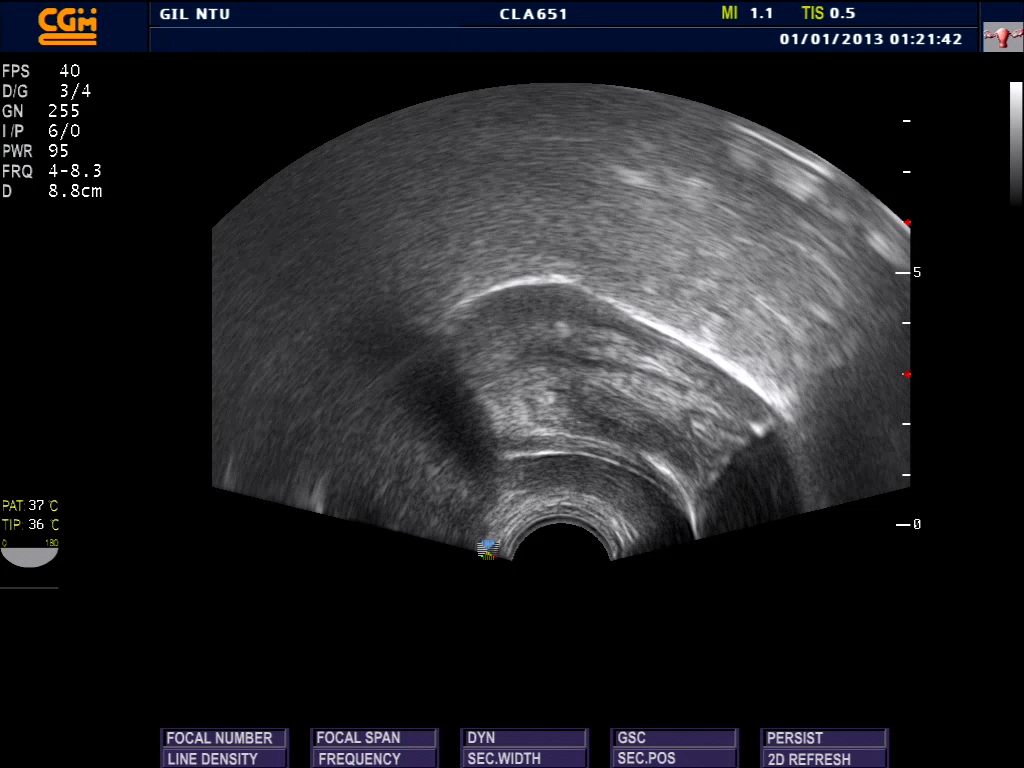 CGM
GIL NTU CLA651 MI 1.1 TIS 0.5
01/01/2013 01:21:42
FPS 40
D/G 3/4
GN 255
I/P 6/0
PWR 95
FRQ 4-8.3
D 8.8cm
5
PAT: 37 °C
TIP: 36 °C
0 180
0
FOCAL NUMBER FOCAL SPAN DYN GSC PERSIST
LINE DENSITY FREQUENCY SEC.WIDTH SEC.POS 2D REFRESH